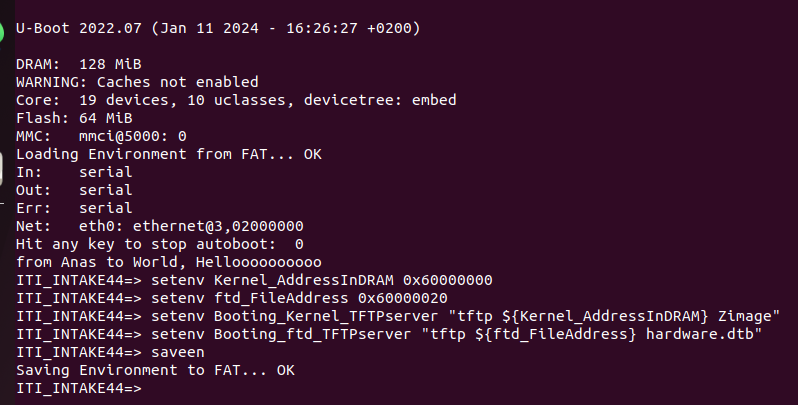 U-Boot 2022.07 (Jan 11 2024 - 16:26:27 +0200)
DRAM:  128 MiB
WARNING: Caches not enabled
Core:  19 devices, 10 uclasses, devicetree: embed
Flash: 64 MiB
MMC:   mmci@5000: 0
Loading Environment from FAT... OK
In:    serial
Out:   serial
Err:   serial
Net:   eth0: ethernet@3,02000000
Hit any key to stop autoboot:  0
from Anas to World, Helloooooooooo
ITI_INTAKE44=> setenv Kernel_AddressInDRAM 0x60000000
ITI_INTAKE44=> setenv ftd_FileAddress 0x60000020
ITI_INTAKE44=> setenv Booting_Kernel_TFTPserver "tftp ${Kernel_AddressInDRAM} Zimage"
ITI_INTAKE44=> setenv Booting_ftd_TFTPserver "tftp ${ftd_FileAddress} hardware.dtb"
ITI_INTAKE44=> saveen
Saving Environment to FAT... OK
ITI_INTAKE44=>